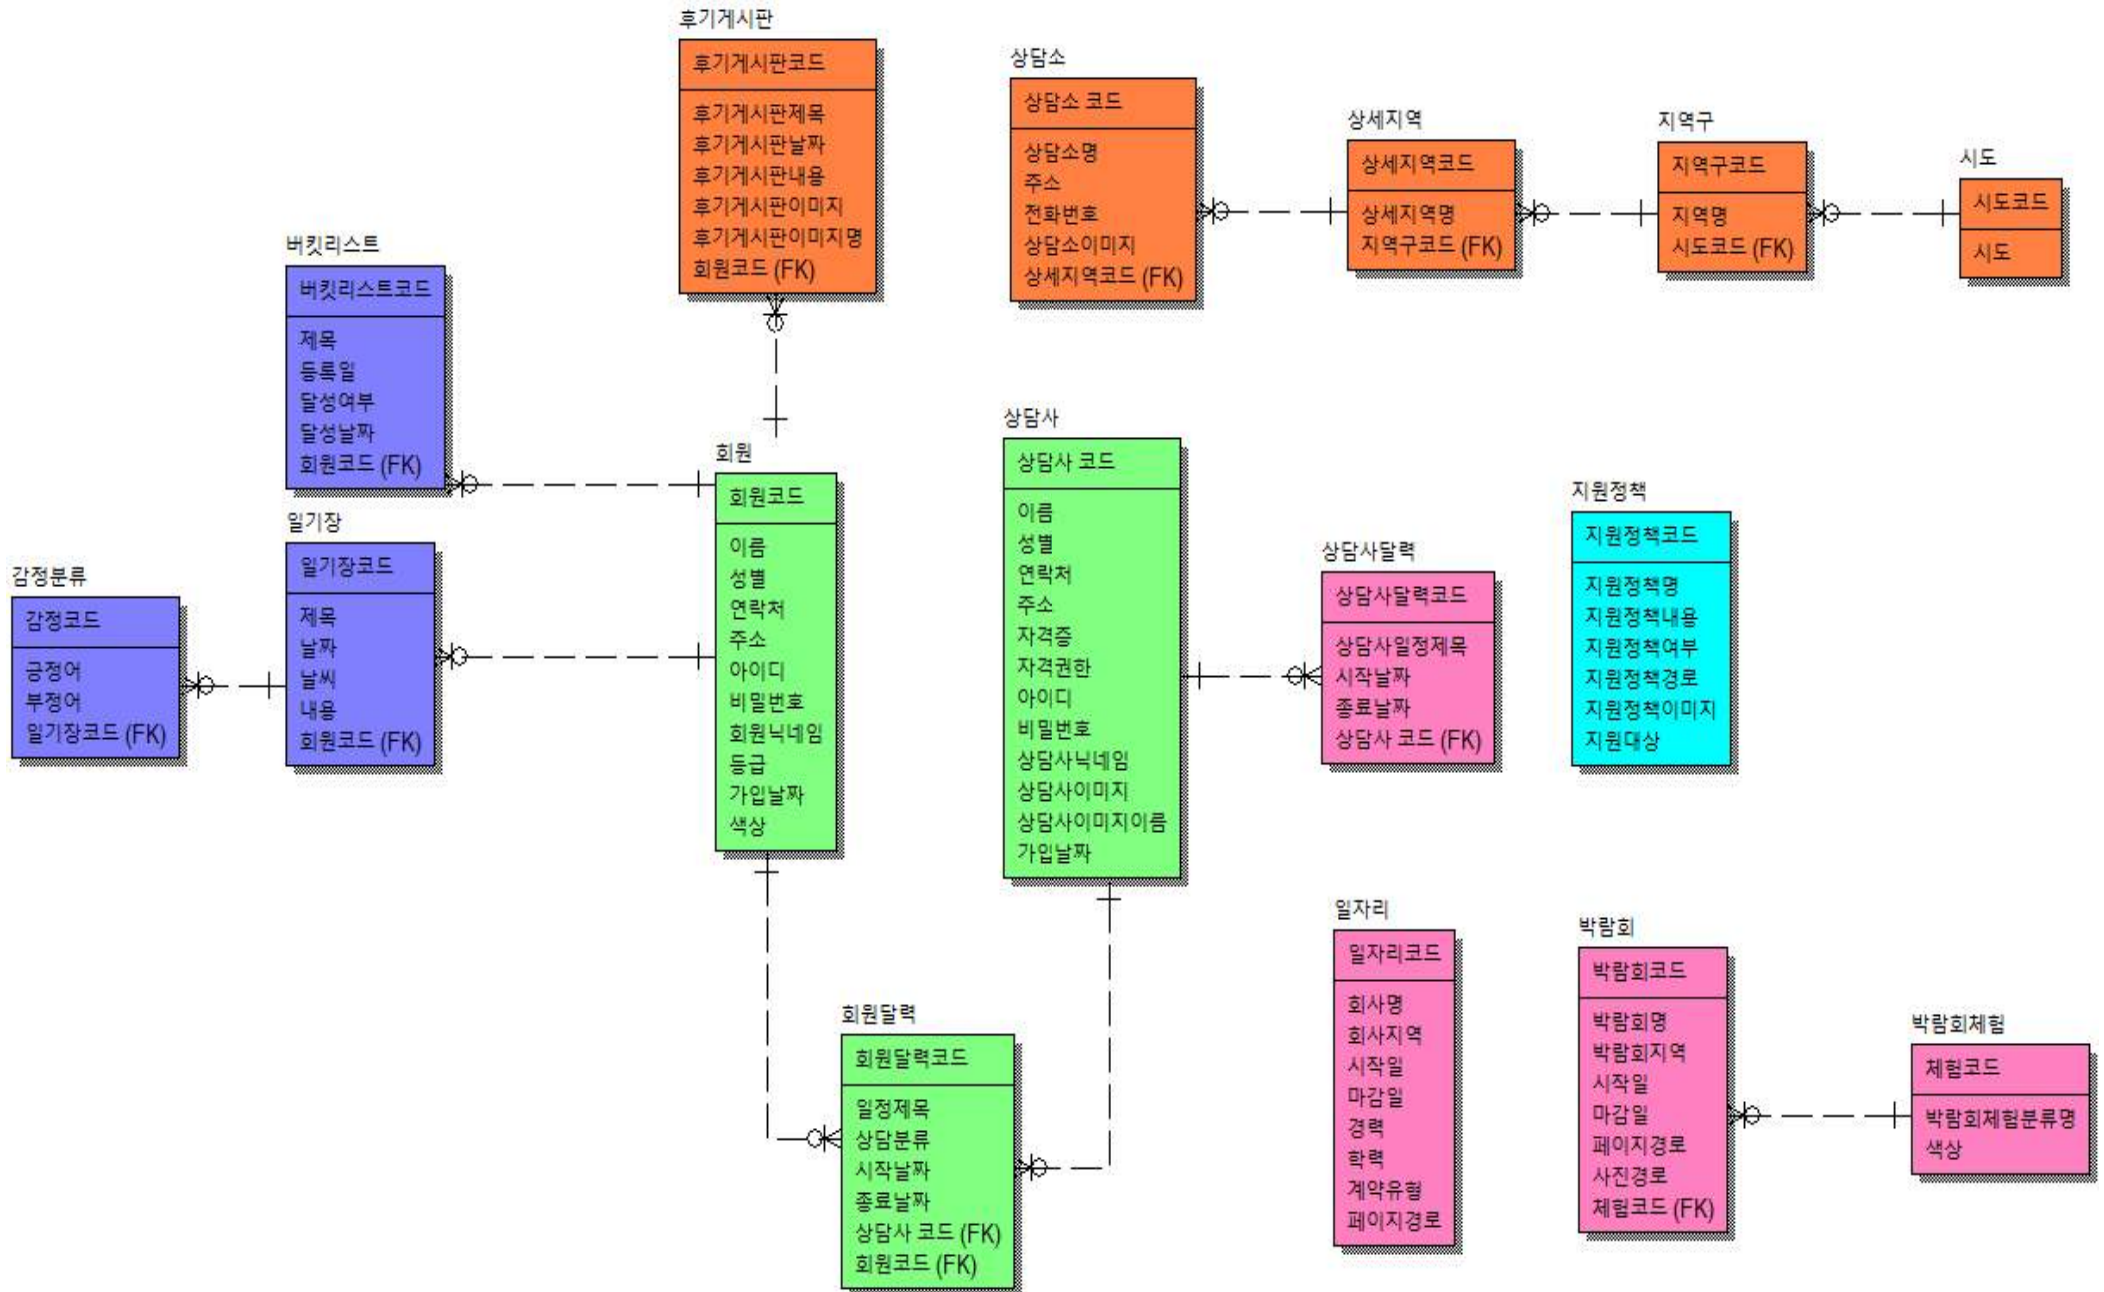 후기게시판
후기게시판코드
후기게시판제목
후기게시판날짜
후기게시판내용
후기게시판이미지
후기게시판이미지명
회원코드 (FK)
상담소
상담소 코드
상담소명
주소
전화번호
상담소이미지
상세지역코드 (FK)
상세지역
상세지역코드
상세지역명
지역구코드 (FK)
지역구
지역구코드
지역명
시도코드 (FK)
시도
시도코드
시도
버킷리스트
버킷리스트코드
제목
등록일
달성여부
달성날짜
회원코드 (FK)
일기장
일기장코드
제목
날짜
날씨
내용
회원코드 (FK)
감정분류
감정코드
긍정어
부정어
일기장코드 (FK)
회원
회원코드
이름
성별
연락처
주소
아이디
비밀번호
회원닉네임
등급
가입날짜
색상
상담사
상담사 코드
이름
성별
연락처
주소
자격증
자격권한
아이디
비밀번호
상담사닉네임
상담사이미지
상담사이미지이름
가입날짜
상담사달력
상담사달력코드
상담사일정제목
시작날짜
종료날짜
상담사 코드 (FK)
지원정책
지원정책코드
지원정책명
지원정책내용
지원정책여부
지원정책경로
지원정책이미지
지원대상
회원달력
회원달력코드
일정제목
상담분류
시작날짜
종료날짜
상담사 코드 (FK)
회원코드 (FK)
일자리
일자리코드
회사명
회사지역
시작일
마감일
경력
학력
계약유형
페이지경로
박람회
박람회코드
박람회명
박람회지역
시작일
마감일
페이지경로
사진경로
체험코드 (FK)
박람회체험
체험코드
박람회체험분류명
색상